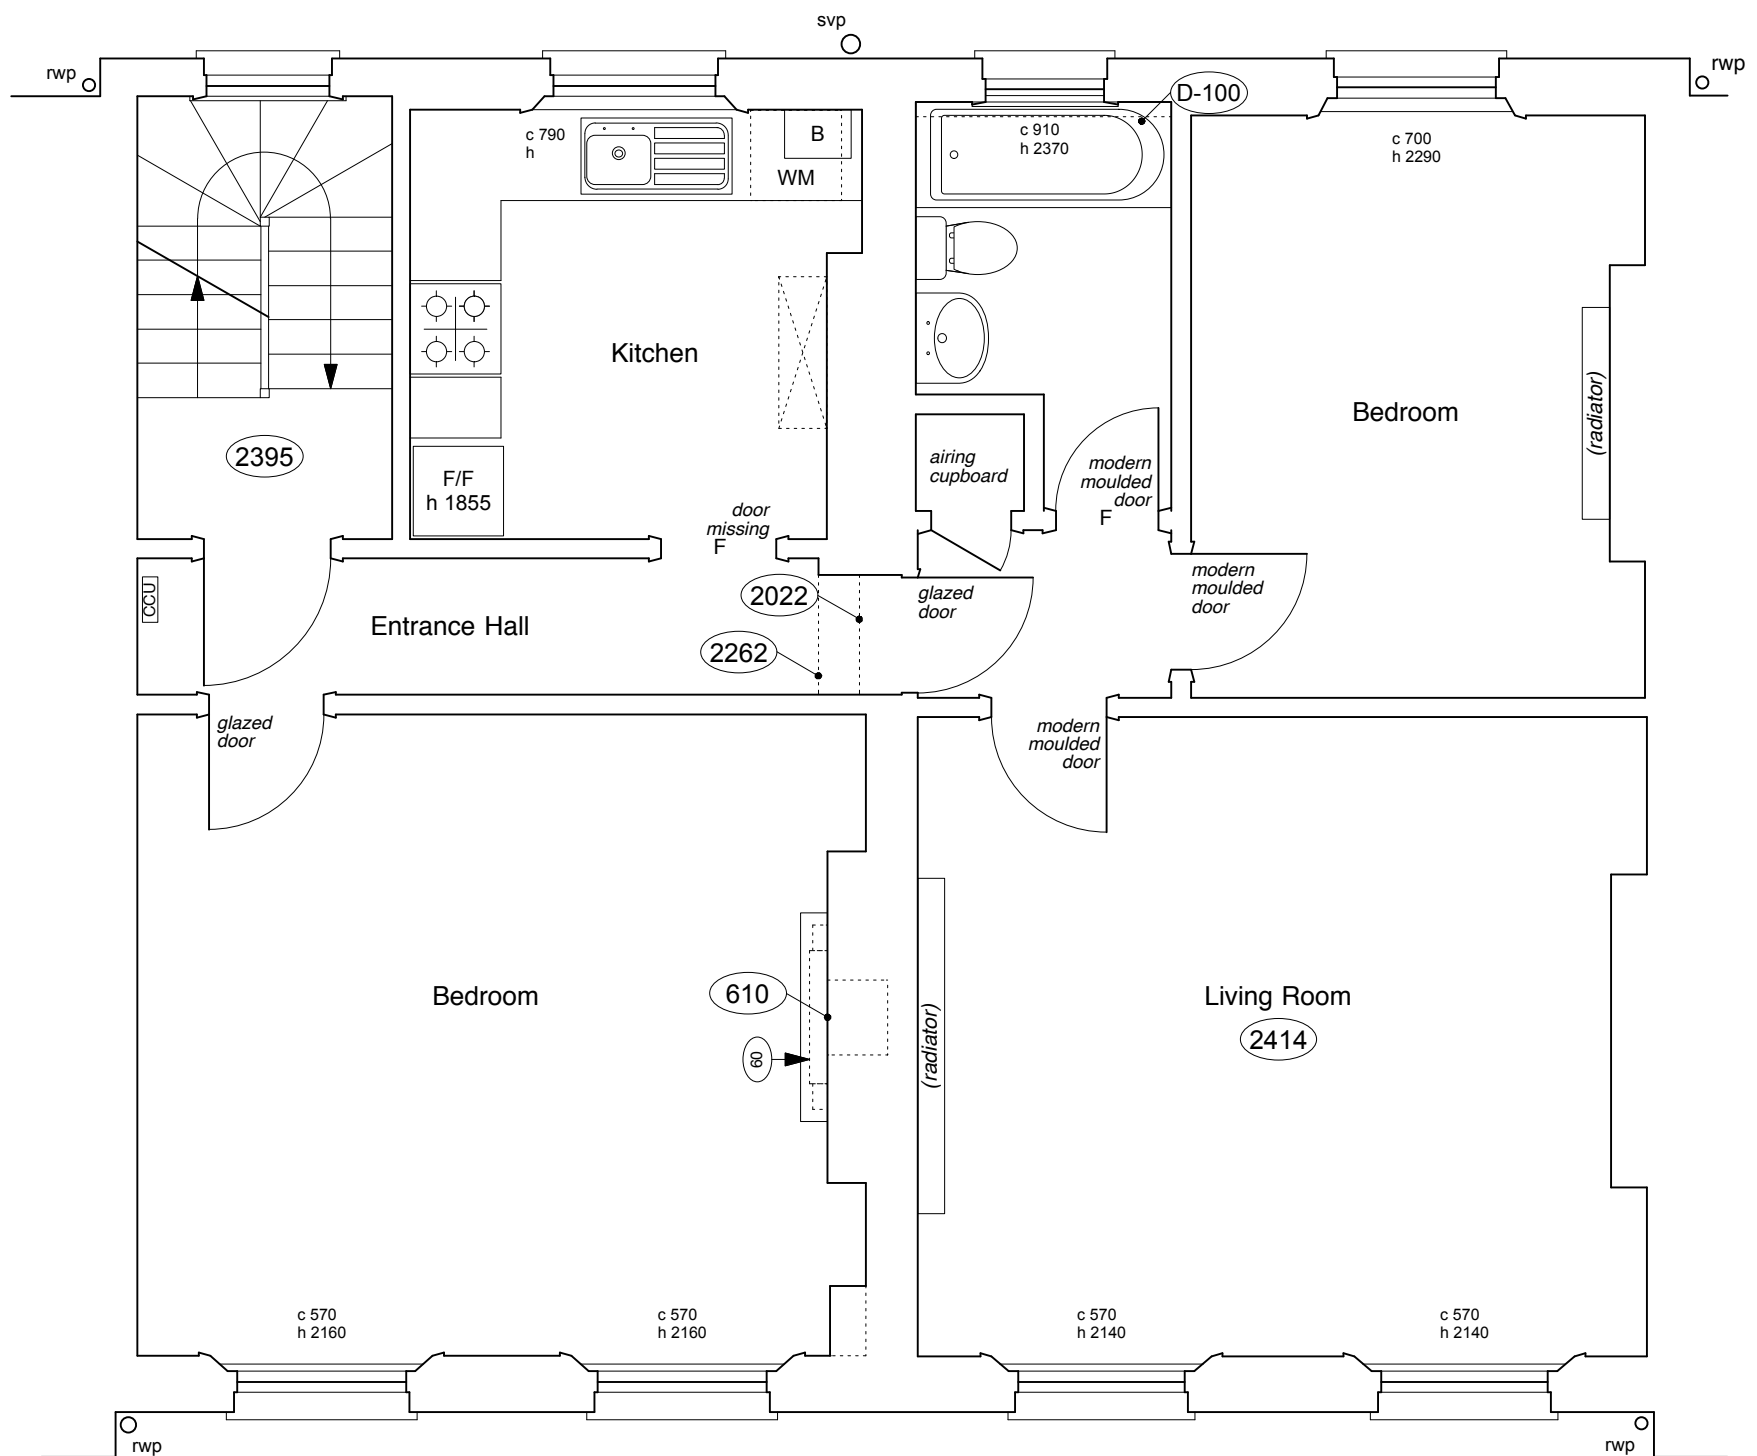 svp
rwp
rwp
D-100
c 790
h
B
WM
c 910
h 2370
c 700
h 2290
Kitchen
Bedroom
(radiator)
2395
F/F
h 1855
airing
cupboard
modern
moulded
door
F
door
missing
F
CCU
Entrance Hall
2022
2262
glazed
door
modern
moulded
door
glazed
door
modern
moulded
door
Bedroom
610
60
(radiator)
Living Room
2414
c 570
h 2160
c 570
h 2160
c 570
h 2140
c 570
h 2140
rwp
rwp